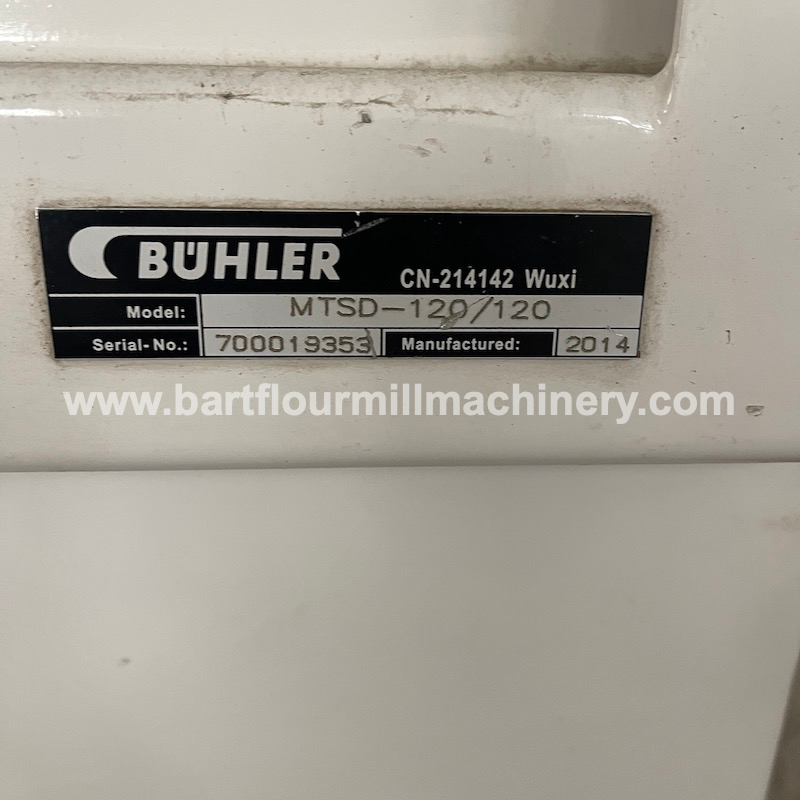 BÜHLER CN-214142 Wuxi
Model: MTSD-120/120
Serial-No.: 700019353 Manufactured: 2014
www.bartflourmillmachinery.com